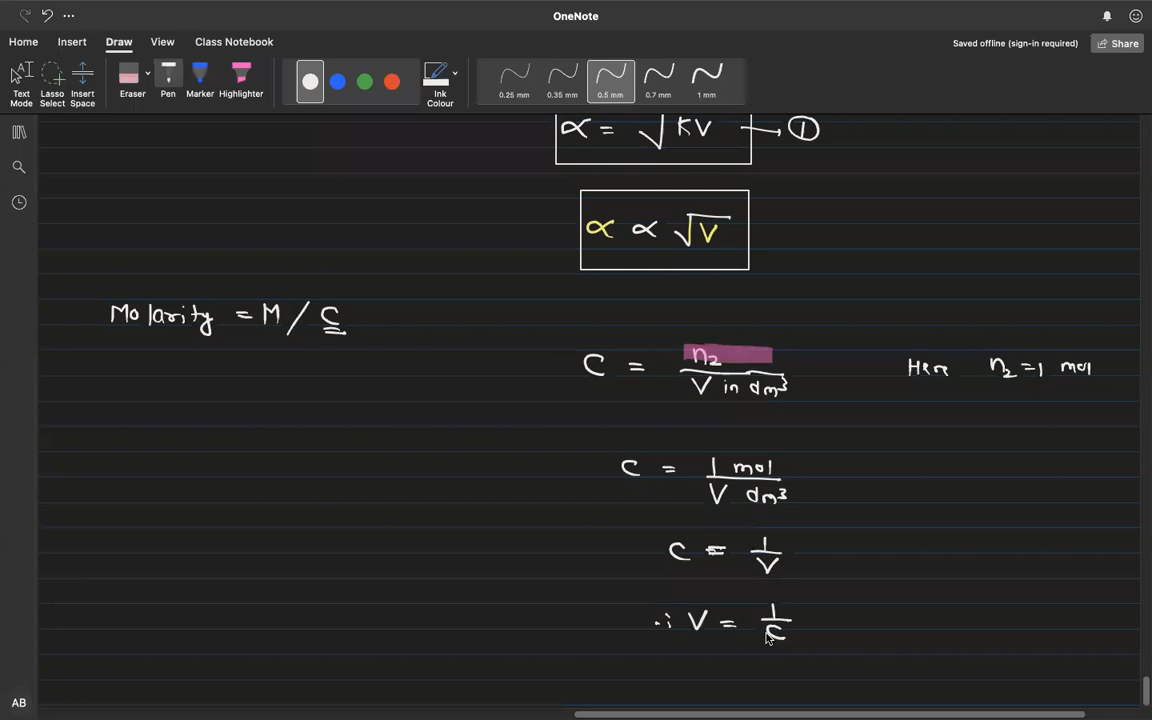 OneNote
Home Insert Draw View Class Notebook
Saved offline (sign-in required) Share
Text Mode Lasso Select Insert Space Eraser Pen Marker Highlighter Ink Colour 0.25 mm 0.35 mm 0.5 mm 0.7 mm 1 mm
α = √KV → ①
α ∝ √V
Molarity = M / C
C = n₂ / V in dm³ Here n₂ = 1 mol
C = 1 mol / V dm³
C = 1 / V
∴ V = 1 / C
AB